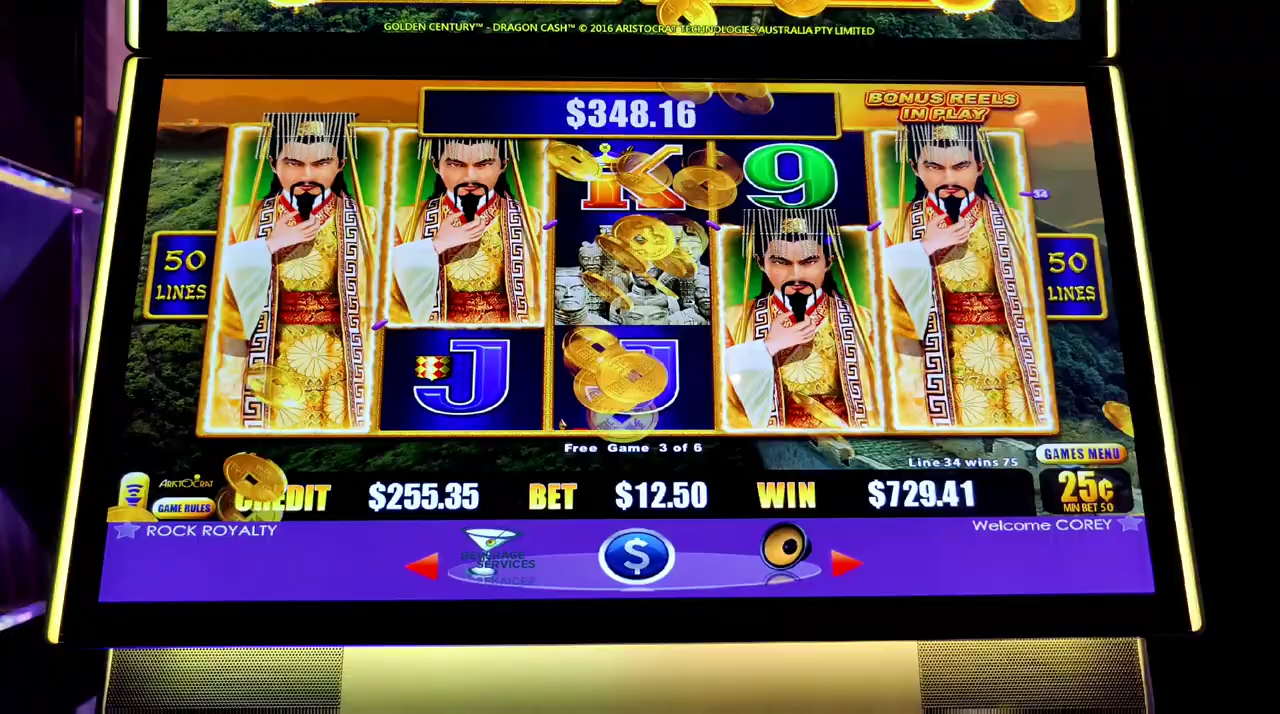 GOLDEN CENTURY™ - DRAGON CASH™ © 2016 ARISTOCRAT TECHNOLOGIES AUSTRALIA PTY LIMITED
$348.16
BONUS REELS
IN PLAY
K
9
34
50
LINES
50
LINES
J
J
Free Game 3 of 6
Line 34 wins 75
GAMES MENU
ARISTOCRAT
GAME RULES
CREDIT $255.35 BET $12.50 WIN $729.41
25¢
MIN BET 50
ROCK ROYALTY
Welcome COREY
BEVERAGE
SERVICES
$